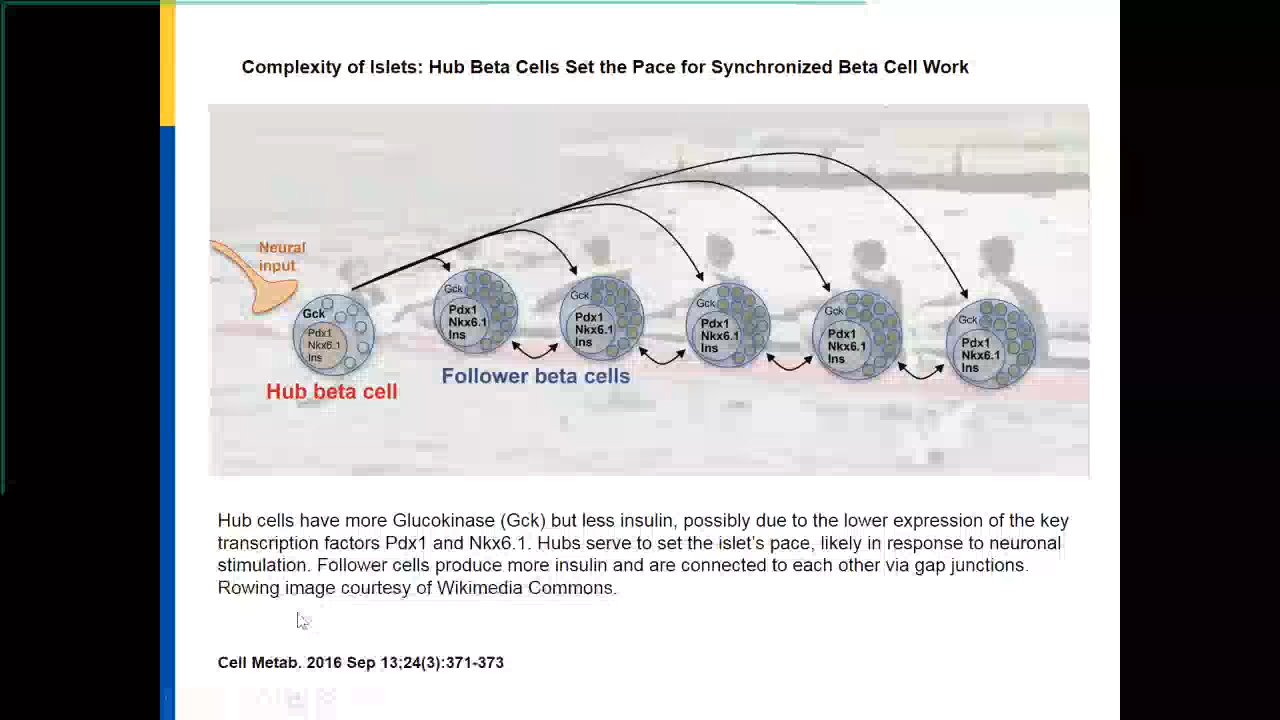 Complexity of Islets: Hub Beta Cells Set the Pace for Synchronized Beta Cell Work
Neural
input
Gck
Pdx1
Nkx6.1
Ins
Hub beta cell
Gck
Pdx1
Nkx6.1
Ins
Gck
Pdx1
Nkx6.1
Ins
Gck
Pdx1
Nkx6.1
Ins
Gck
Pdx1
Nkx6.1
Ins
Gck
Pdx1
Nkx6.1
Ins
Follower beta cells
Hub cells have more Glucokinase (Gck) but less insulin, possibly due to the lower expression of the key
transcription factors Pdx1 and Nkx6.1. Hubs serve to set the islet's pace, likely in response to neuronal
stimulation. Follower cells produce more insulin and are connected to each other via gap junctions.
Rowing image courtesy of Wikimedia Commons.
Cell Metab. 2016 Sep 13;24(3):371-373